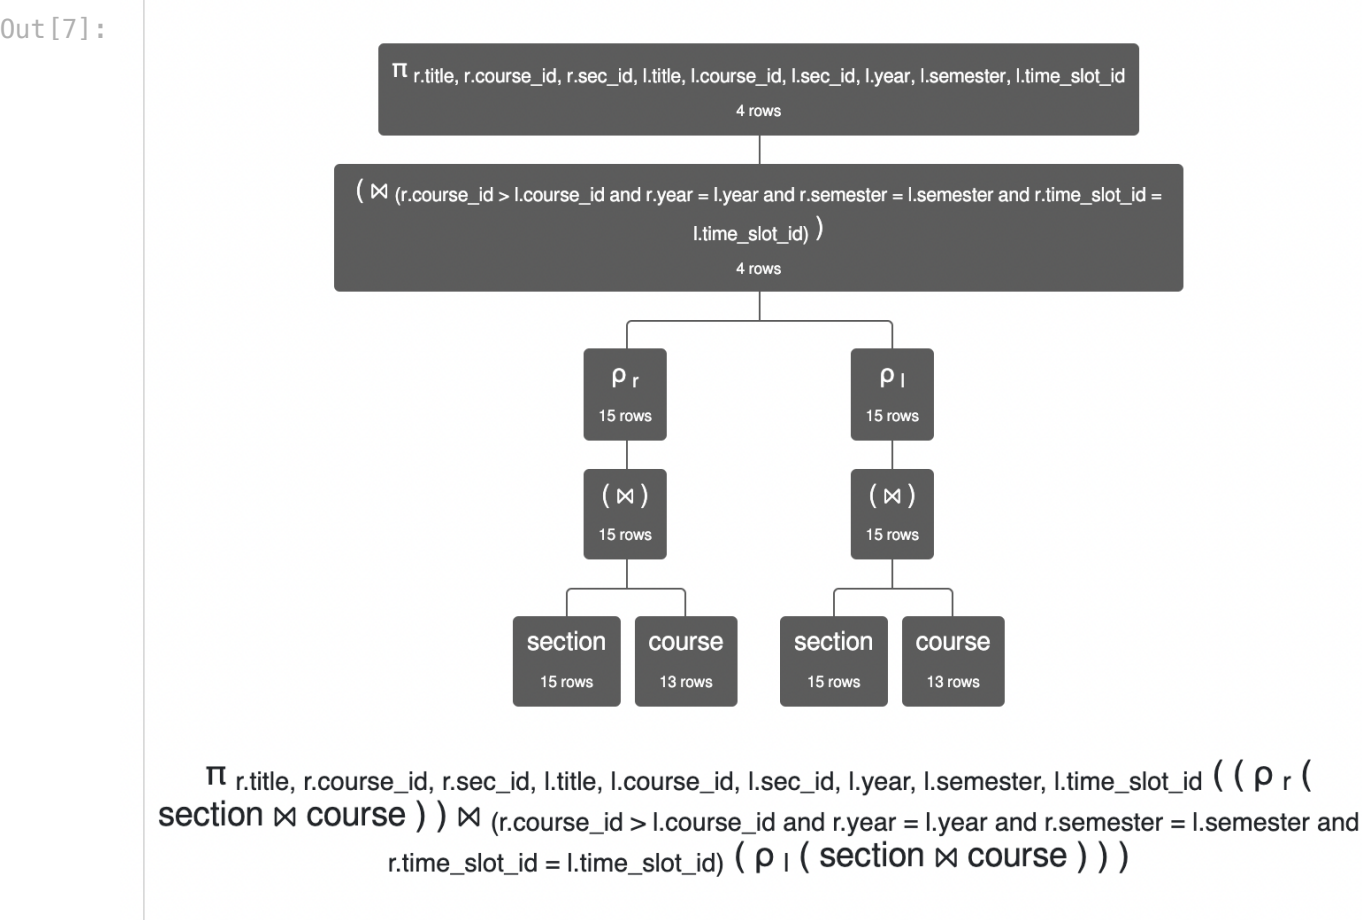 Out[7]:
π r.title, r.course_id, r.sec_id, l.title, l.course_id, l.sec_id, l.year, l.semester, l.time_slot_id
4 rows
( ⋈ (r.course_id > l.course_id and r.year = l.year and r.semester = l.semester and r.time_slot_id =
l.time_slot_id) )
4 rows
ρ r
15 rows
ρ l
15 rows
( ⋈ )
15 rows
( ⋈ )
15 rows
section
15 rows
course
13 rows
section
15 rows
course
13 rows
π r.title, r.course_id, r.sec_id, l.title, l.course_id, l.sec_id, l.year, l.semester, l.time_slot_id ( ( ρ r (
section ⋈ course ) ) ⋈ (r.course_id > l.course_id and r.year = l.year and r.semester = l.semester and
r.time_slot_id = l.time_slot_id) ( ρ l ( section ⋈ course ) ) )